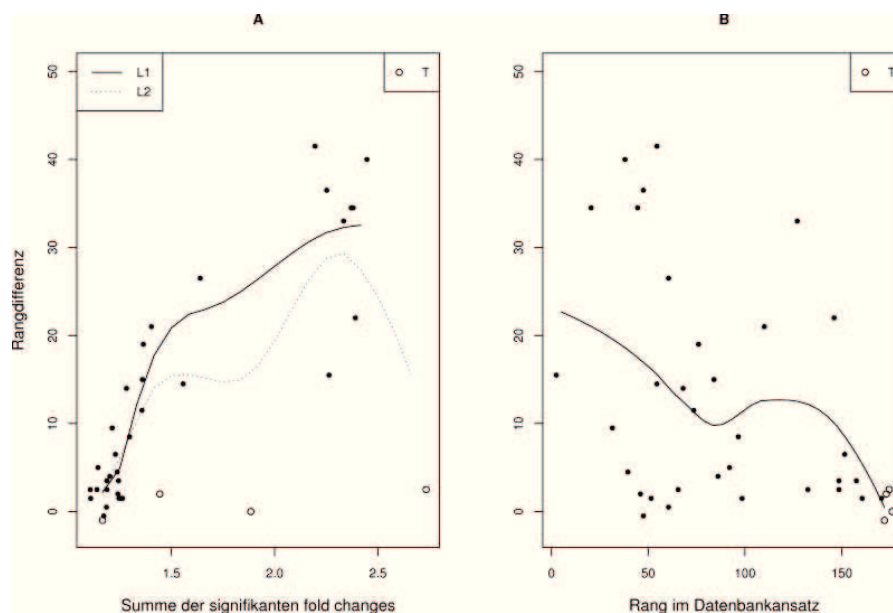 A
B
L1
L2
T
T
Rangdifferenz
50
40
30
20
10
0
1.5 2.0 2.5
Summe der signifikanten fold changes
50
40
30
20
10
0
0 50 100 150
Rang im Datenbankansatz